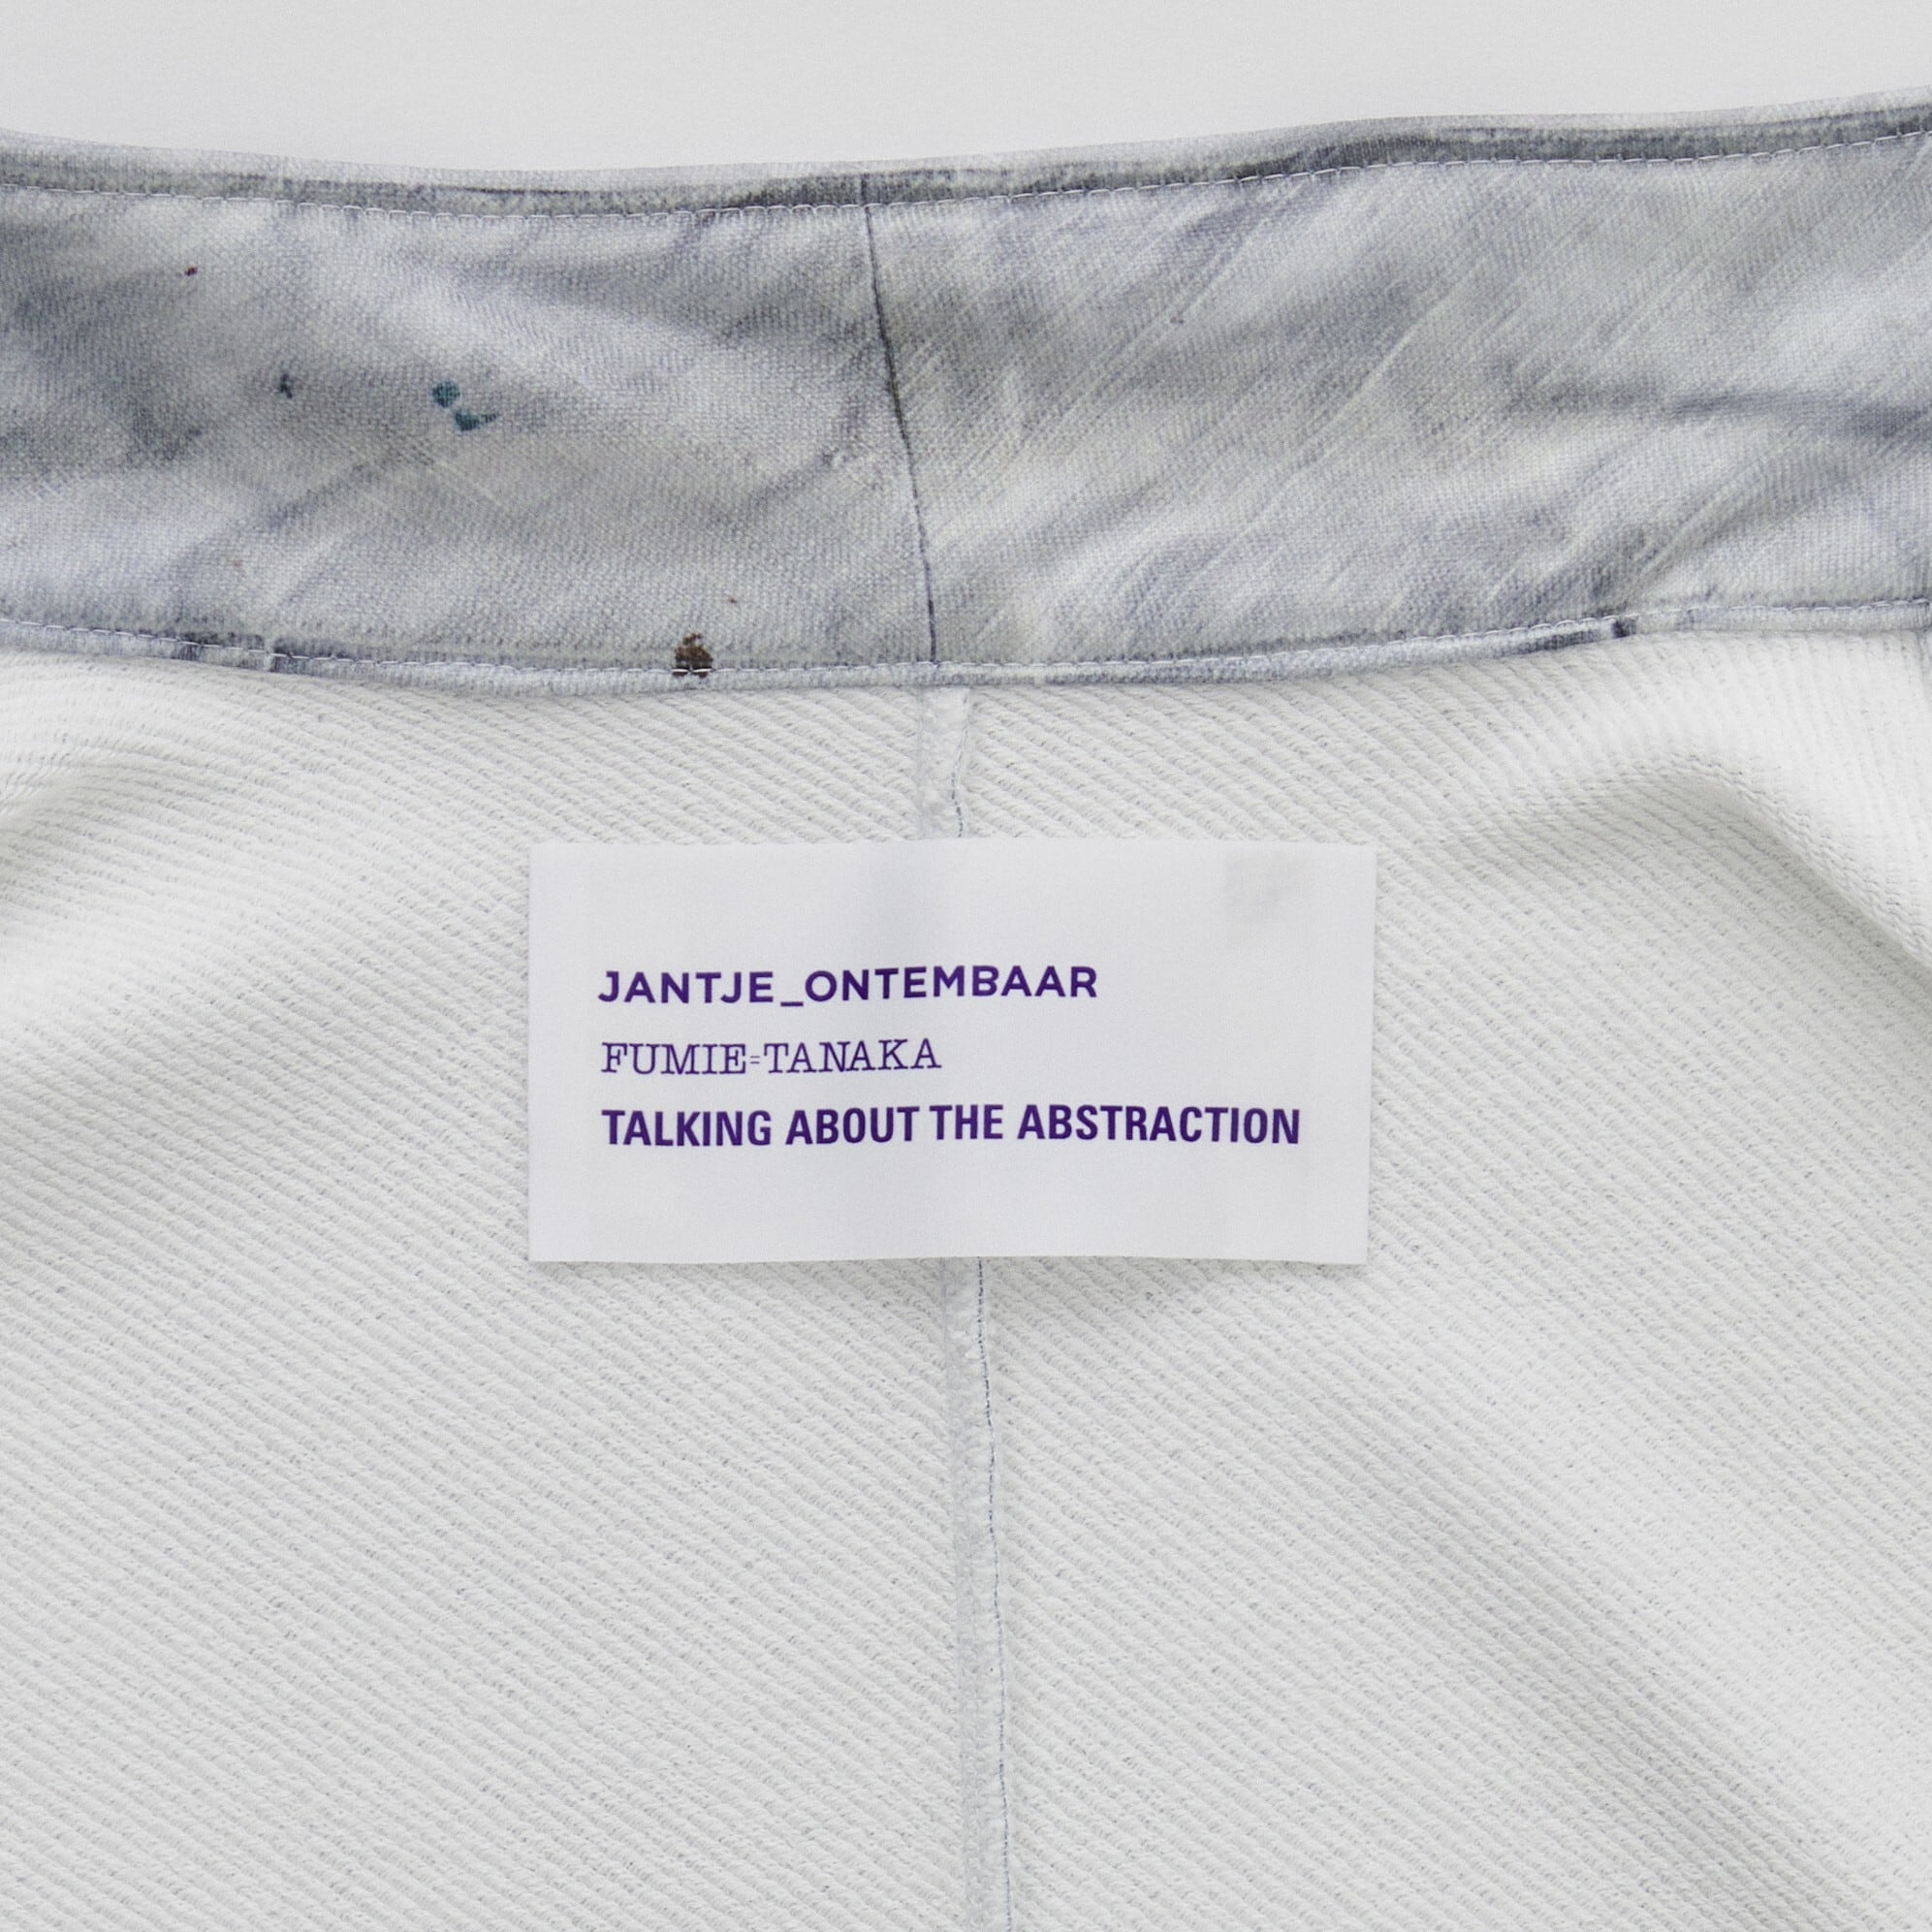 JANTJE_ONTEMBAAR
FUMIE=TANAKA
TALKING ABOUT THE ABSTRACTION